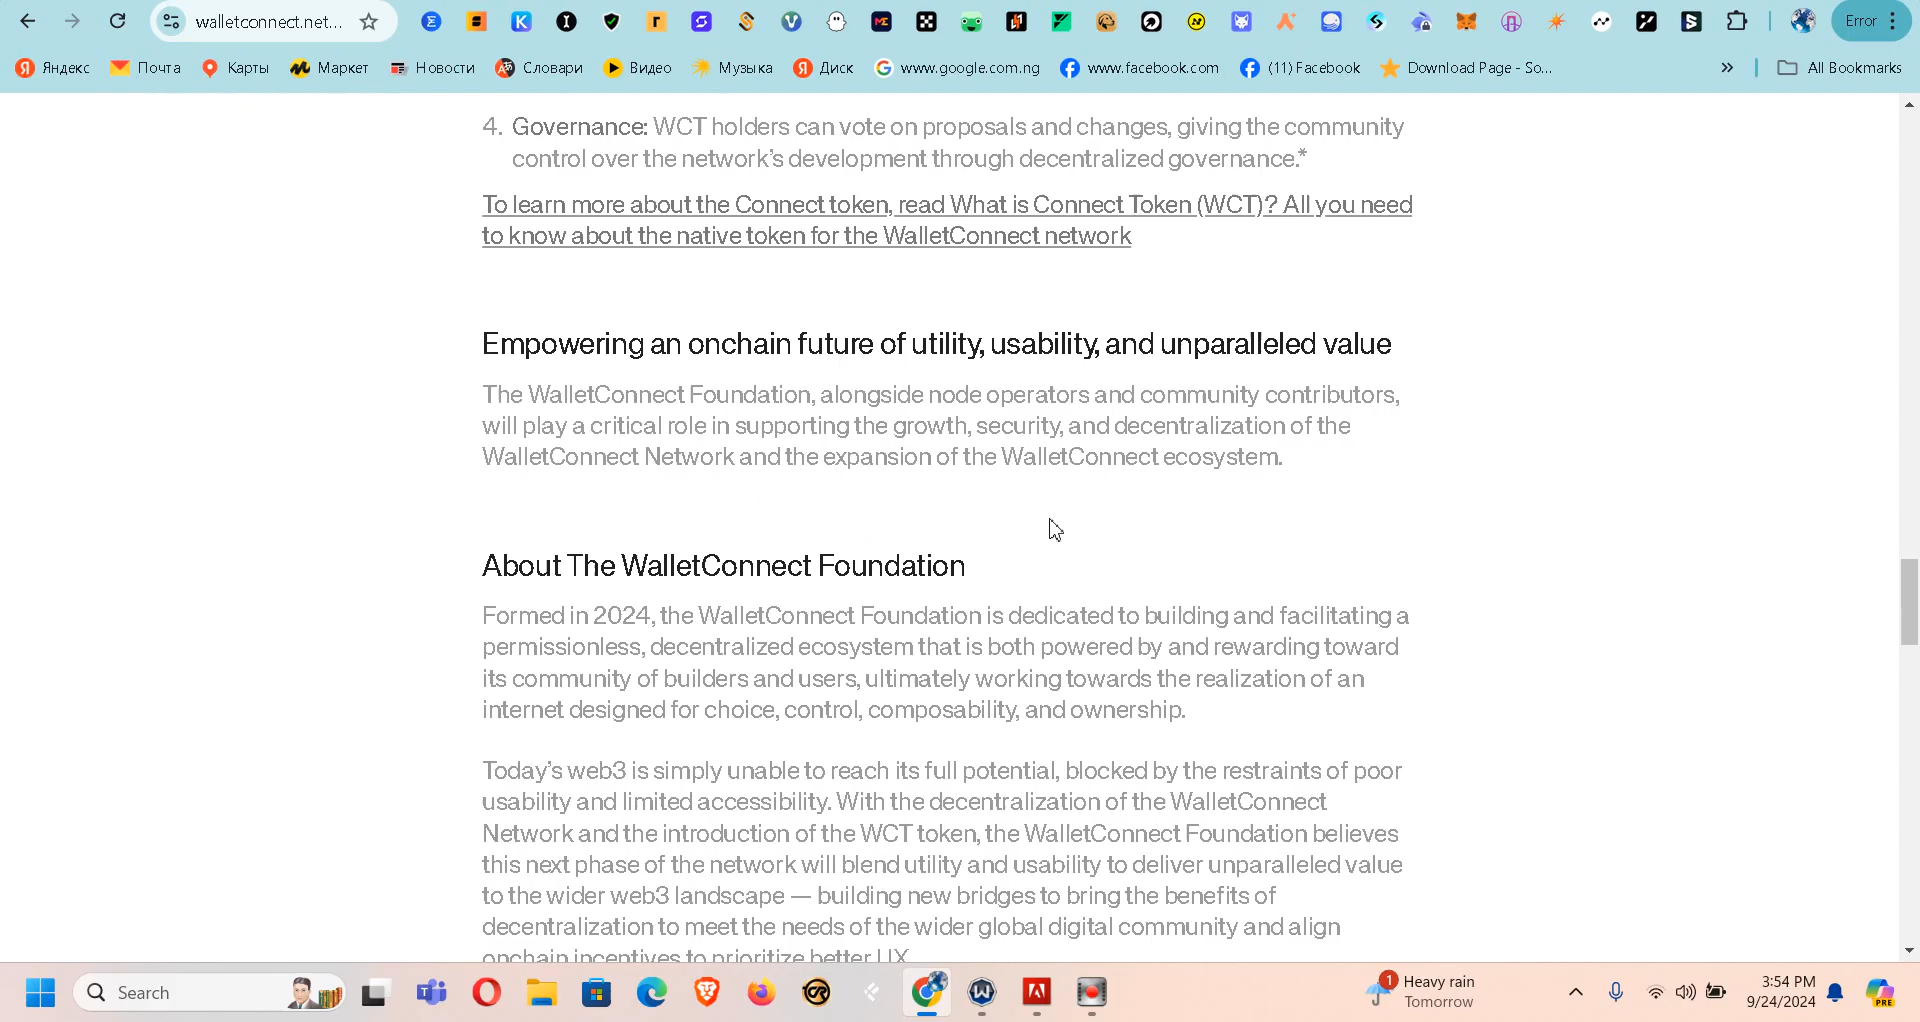 walletconnect.net...
Error
Яндекс
Почта
Карты
Маркет
Новости
Словари
Видео
Музыка
Диск
www.google.com.ng
www.facebook.com
(11) Facebook
Download Page - So...
»
All Bookmarks
4. Governance: WCT holders can vote on proposals and changes, giving the community
control over the network's development through decentralized governance.*
To learn more about the Connect token, read What is Connect Token (WCT)? All you need
to know about the native token for the WalletConnect network
Empowering an onchain future of utility, usability, and unparalleled value
The WalletConnect Foundation, alongside node operators and community contributors,
will play a critical role in supporting the growth, security, and decentralization of the
WalletConnect Network and the expansion of the WalletConnect ecosystem.
About The WalletConnect Foundation
Formed in 2024, the WalletConnect Foundation is dedicated to building and facilitating a
permissionless, decentralized ecosystem that is both powered by and rewarding toward
its community of builders and users, ultimately working towards the realization of an
internet designed for choice, control, composability, and ownership.
Today's web3 is simply unable to reach its full potential, blocked by the restraints of poor
usability and limited accessibility. With the decentralization of the WalletConnect
Network and the introduction of the WCT token, the WalletConnect Foundation believes
this next phase of the network will blend utility and usability to deliver unparalleled value
to the wider web3 landscape — building new bridges to bring the benefits of
decentralization to meet the needs of the wider global digital community and align
onchain incentives to prioritize better UX
Search
1
Heavy rain
Tomorrow
3:54 PM
9/24/2024
PRE